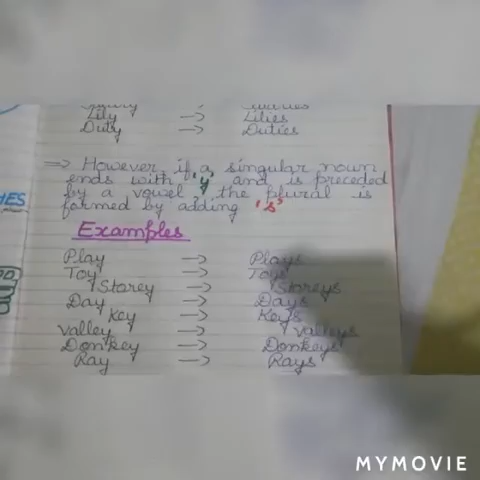 Lily → Lilies
Duty → Duties
⇒ However if a singular noun
ends with 'y' and is preceded
by a vowel, the plural is
formed by adding 's'
Examples
Play → Plays
Toy → Toys
Storey → Storeys
Day → Days
Key → Keys
Valley → Valleys
Donkey → Donkeys
Ray → Rays
HES
MYMOVIE